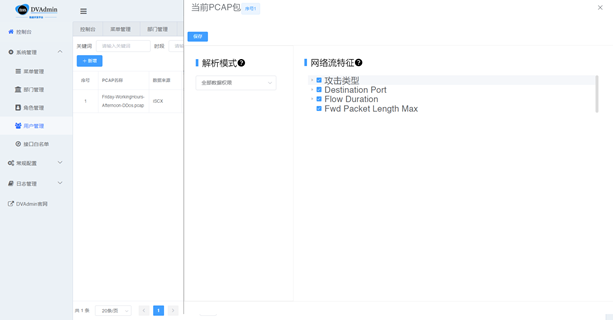 DVAdmin
控制台
系统管理
菜单管理
部门管理
角色管理
用户管理
接口白名单
常规配置
日志管理
DVAdmin官网
控制台 菜单管理 部门管理
关键词 请输入关键词 时段 请
+ 新增
序号 PCAP名称 数据来源
1 Friday-WorkingHours-Afternoon-DDos.pcap ISCX
共 1 条 20条/页 1
当前PCAP包 序号1
保存
解析模式
全部数据权限
网络流特征
攻击类型
Destination Port
Flow Duration
Fwd Packet Length Max